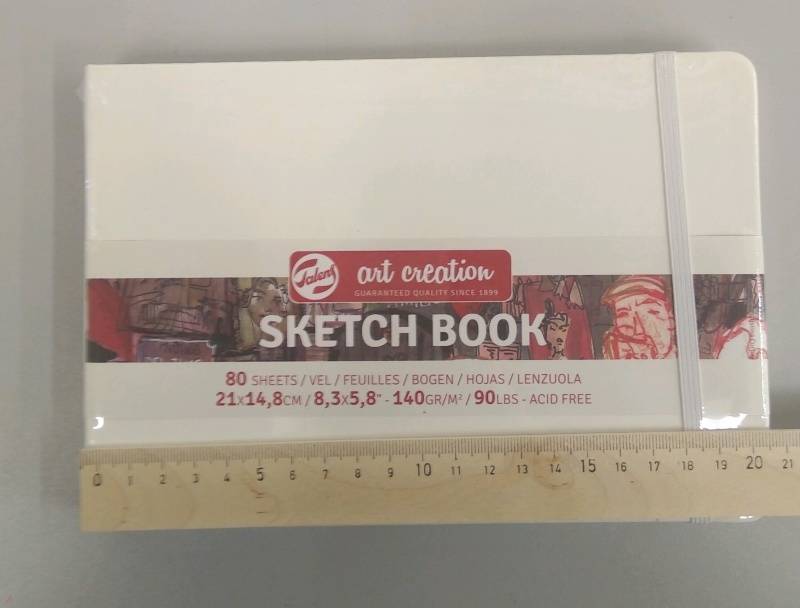 Talens
art creation
GUARANTEED QUALITY SINCE 1899
SKETCH BOOK
80 SHEETS / VEL / FEUILLES / BOGEN / HOJAS / LENZUOLA
21x14,8CM / 8,3x5,8" - 140GR/M² / 90LBS - ACID FREE
0 1 2 3 4 5 6 7 8 9 10 11 12 13 14 15 16 17 18 19 20 21